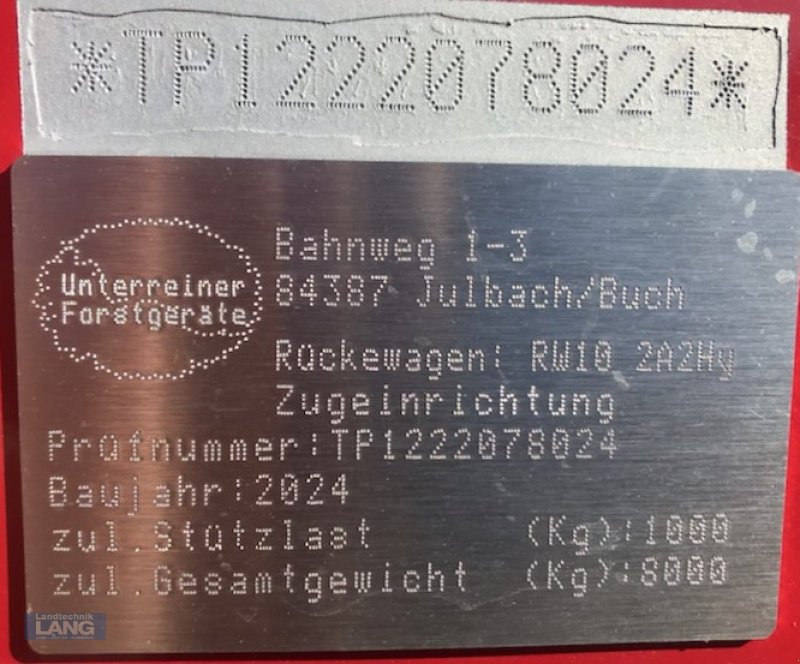 *TP1222078024*
Unterreiner
Forstgeräte
Bahnweg 1-3
84387 Julbach/Buch
Rückewagen: RW10 2A2Hy
Zugeinrichtung
Prüfnummer:TP1222078024
Baujahr:2024
zul.Stützlast (Kg):1000
zul.Gesamtgewicht (Kg):8000
Landtechnik
LANG